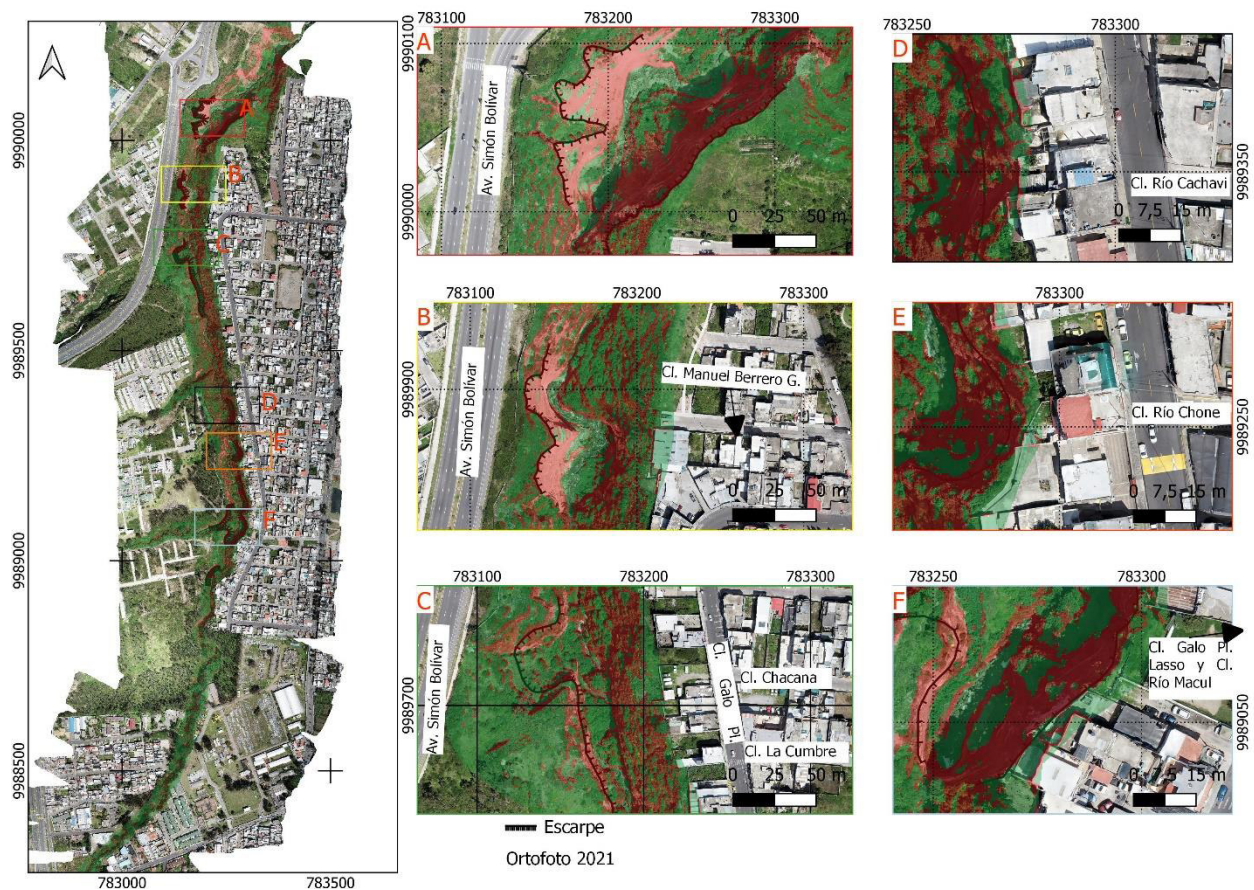 A
B
C
D
E
F
9990000
9989500
9989000
9988500
783000
783500
A
783100
783200
783300
9990100
9990000
Av. Simón Bolívar
0 25 50 m
B
783100
783200
783300
9989900
Av. Simón Bolívar
Cl. Manuel Berrero G.
0 25 50 m
C
783100
783200
783300
9989700
Av. Simón Bolívar
Cl. Galo Pl.
Cl. Chacana
Cl. La Cumbre
0 25 50 m
D
783250
783300
9989350
Cl. Río Cachavi
0 7,5 15 m
E
783300
9989250
Cl. Río Chone
0 7,5 15 m
F
783250
783300
9989050
Cl. Galo Pl.
Lasso y Cl.
Río Macul
0 7,5 15 m
Escarpe
Ortofoto 2021